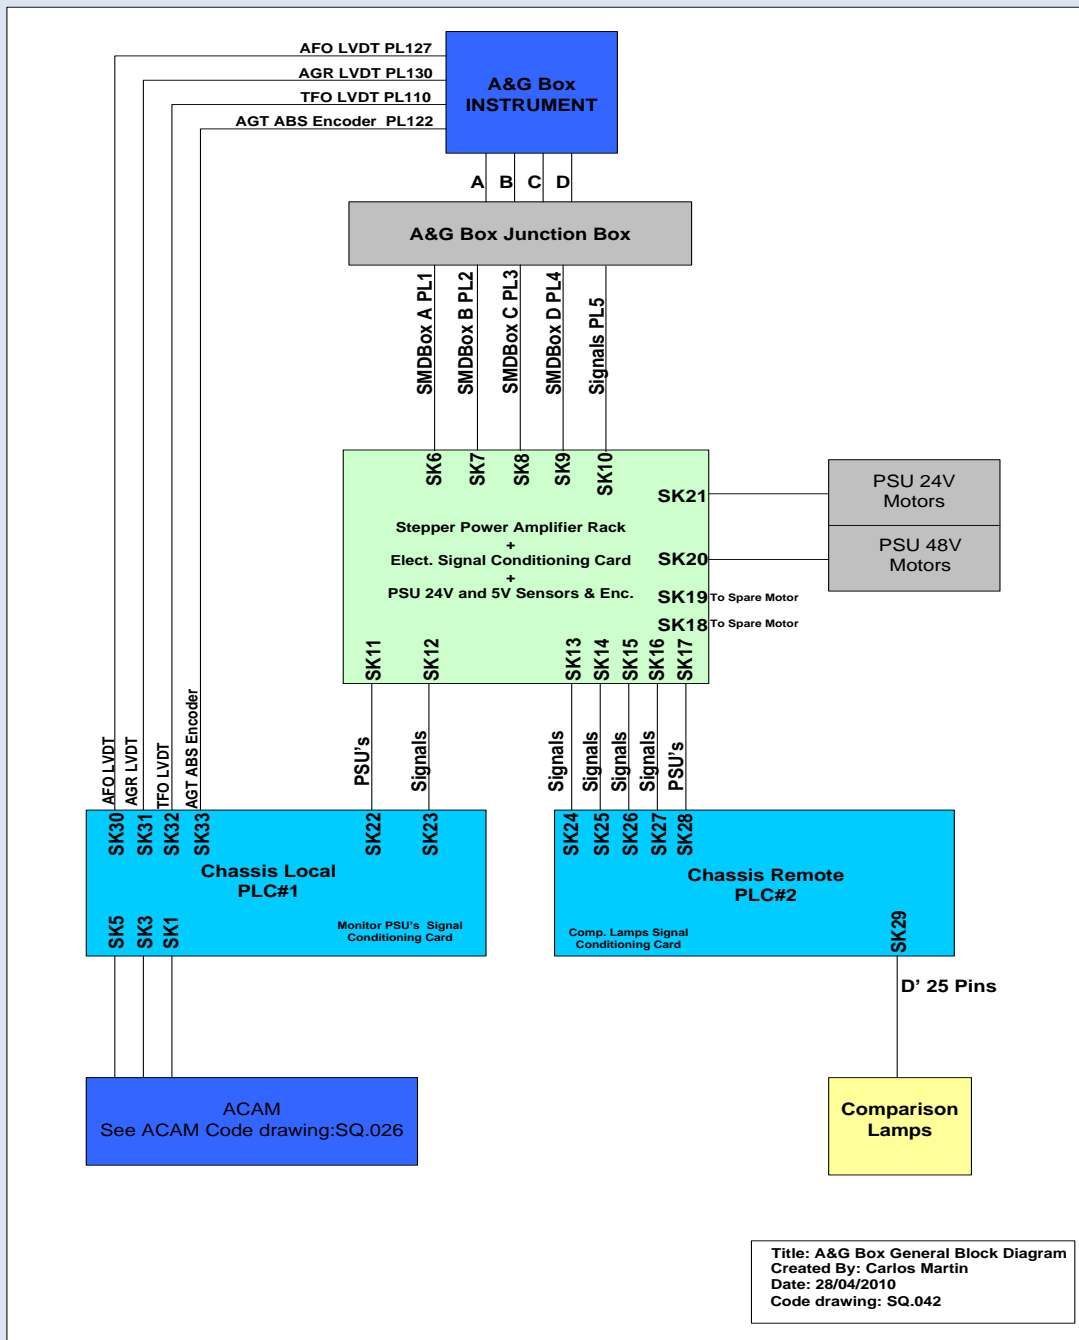 AFO LVDT PL127
AGR LVDT PL130
TFO LVDT PL110
AGT ABS Encoder PL122
A&G Box
INSTRUMENT
A
B
C
D
A&G Box Junction Box
SMDBox A PL1
SMDBox B PL2
SMDBox C PL3
SMDBox D PL4
Signals PL5
SK6
SK7
SK8
SK9
SK10
SK21
PSU 24V
Motors
PSU 48V
Motors
Stepper Power Amplifier Rack
+
Elect. Signal Conditioning Card
+
PSU 24V and 5V Sensors & Enc.
SK20
SK19 To Spare Motor
SK18 To Spare Motor
SK11
SK12
SK13
SK14
SK15
SK16
SK17
AFO LVDT
AGR LVDT
TFO LVDT
AGT ABS Encoder
PSU's
Signals
Signals
Signals
Signals
Signals
PSU's
SK30
SK31
SK32
SK33
SK22
SK23
SK24
SK25
SK26
SK27
SK28
Chassis Local
PLC#1
Chassis Remote
PLC#2
SK5
SK3
SK1
Monitor PSU's Signal
Conditioning Card
Comp. Lamps Signal
Conditioning Card
SK29
D' 25 Pins
ACAM
See ACAM Code drawing:SQ.026
Comparison
Lamps
Title: A&G Box General Block Diagram
Created By: Carlos Martin
Date: 28/04/2010
Code drawing: SQ.042